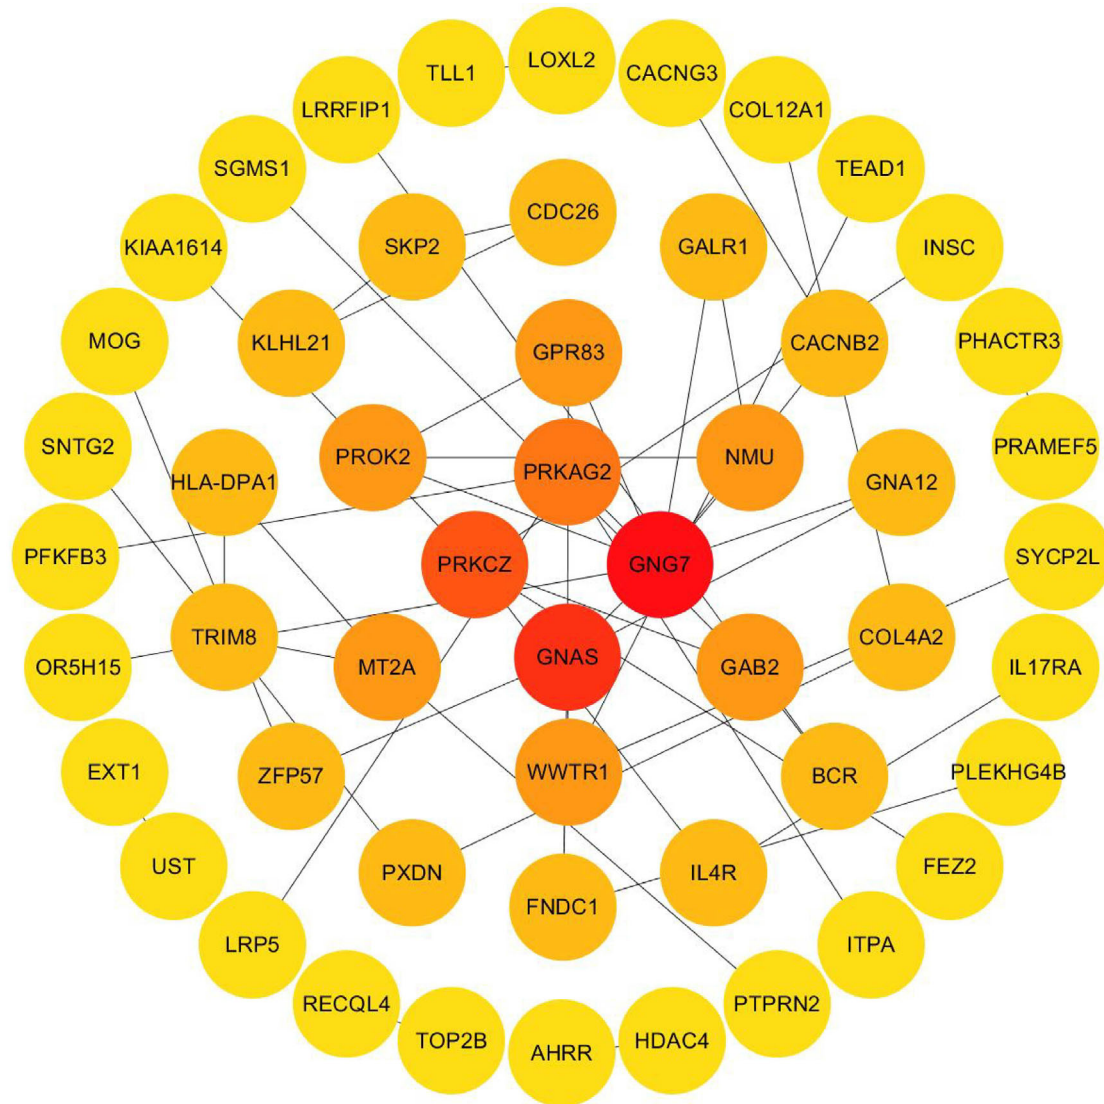 LOXL2
TLL1
CACNG3
LRRFIP1
COL12A1
SGMS1
TEAD1
CDC26
SKP2
GALR1
KIAA1614
INSC
MOG
KLHL21
GPR83
CACNB2
PHACTR3
SNTG2
PROK2
NMU
PRAMEF5
HLA-DPA1
PRKAG2
GNA12
PFKFB3
PRKCZ
GNG7
SYCP2L
TRIM8
COL4A2
OR5H15
MT2A
GNAS
GAB2
IL17RA
EXT1
ZFP57
WWTR1
BCR
PLEKHG4B
UST
PXDN
IL4R
FEZ2
FNDC1
LRP5
ITPA
RECQL4
PTPRN2
TOP2B
HDAC4
AHRR